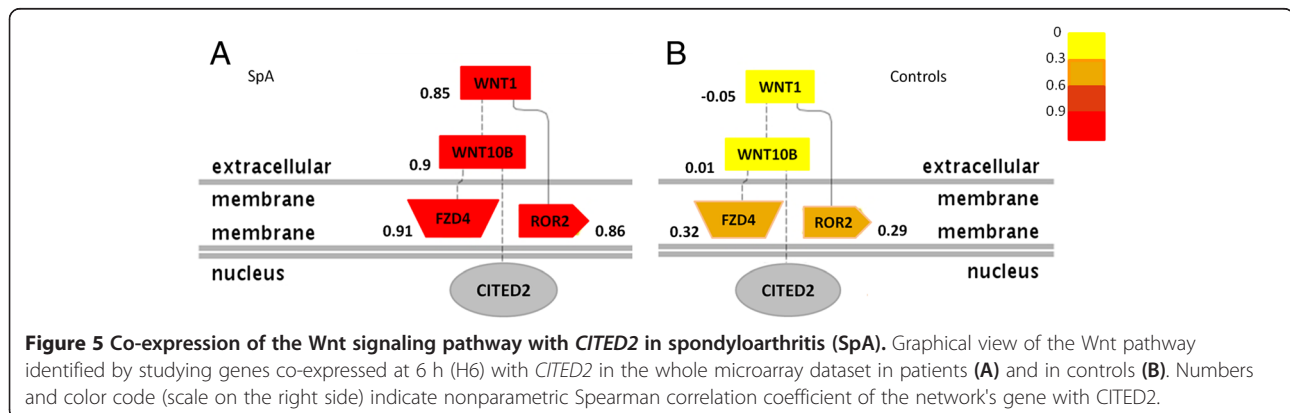 A
SpA
WNT1
0.85
WNT10B
0.9
extracellular
membrane
FZD4
ROR2
membrane
0.91
0.86
nucleus
CITED2
B
Controls
WNT1
-0.05
WNT10B
0.01
extracellular
membrane
FZD4
ROR2
membrane
0.32
0.29
nucleus
CITED2
0
0.3
0.6
0.9
Figure 5 Co-expression of the Wnt signaling pathway with CITED2 in spondyloarthritis (SpA). Graphical view of the Wnt pathway
identified by studying genes co-expressed at 6 h (H6) with CITED2 in the whole microarray dataset in patients (A) and in controls (B). Numbers
and color code (scale on the right side) indicate nonparametric Spearman correlation coefficient of the network's gene with CITED2.